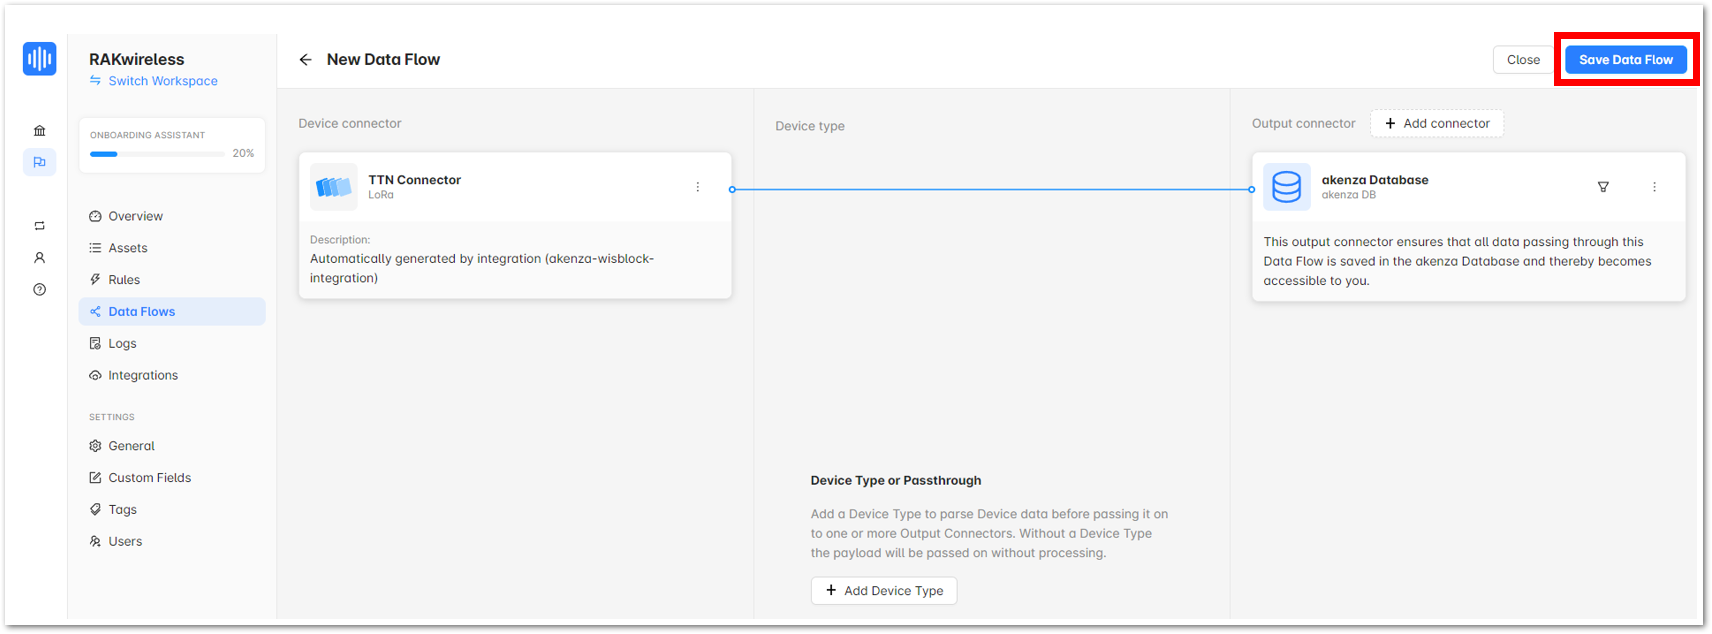 RAKwireless
Switch Workspace
ONBOARDING ASSISTANT
20%
Overview
Assets
Rules
Data Flows
Logs
Integrations
SETTINGS
General
Custom Fields
Tags
Users
New Data Flow
Close
Save Data Flow
Device connector
TTN Connector
LoRa
Description:
Automatically generated by integration (akenza-wisblock-
integration)
Device type
Device Type or Passthrough
Add a Device Type to parse Device data before passing it on
to one or more Output Connectors. Without a Device Type
the payload will be passed on without processing.
+ Add Device Type
Output connector
+ Add connector
akenza Database
akenza DB
This output connector ensures that all data passing through this
Data Flow is saved in the akenza Database and thereby becomes
accessible to you.